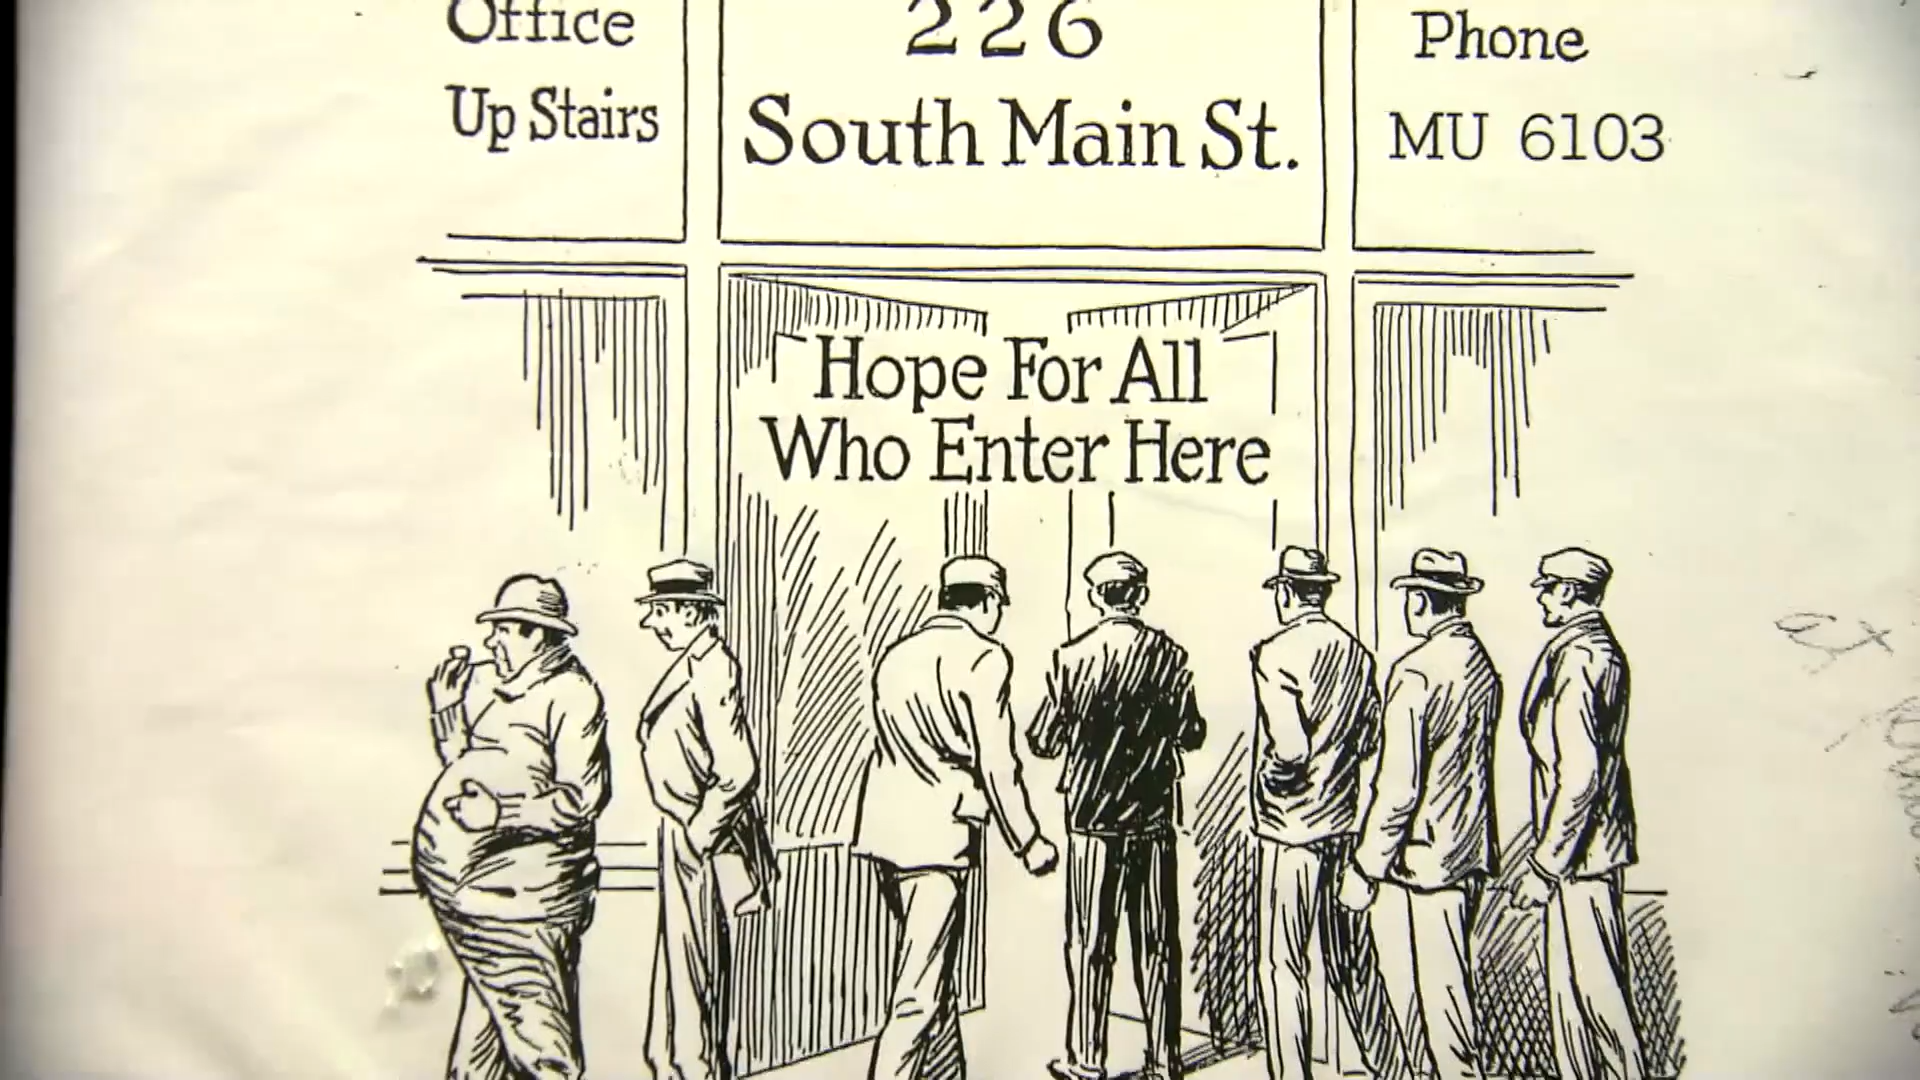 Office
Up Stairs
226
South Main St.
Phone
MU 6103
Hope For All
Who Enter Here